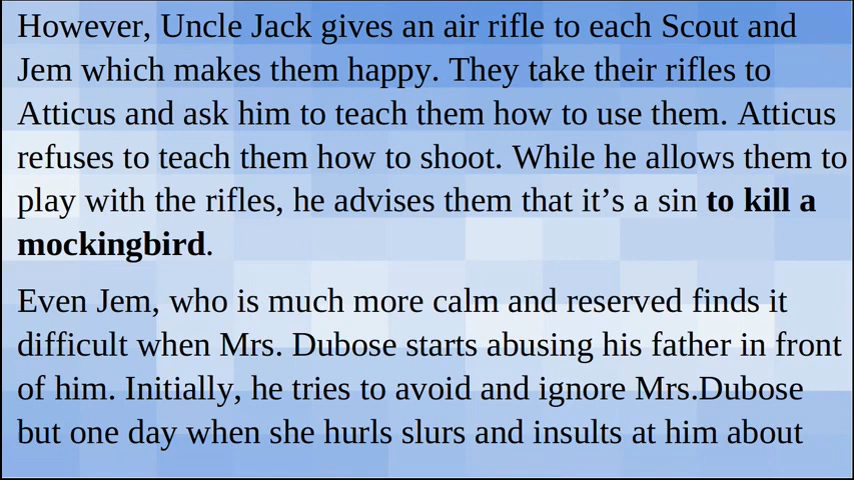 However, Uncle Jack gives an air rifle to each Scout and
Jem which makes them happy. They take their rifles to
Atticus and ask him to teach them how to use them. Atticus
refuses to teach them how to shoot. While he allows them to
play with the rifles, he advises them that it’s a sin to kill a
mockingbird.
Even Jem, who is much more calm and reserved finds it
difficult when Mrs. Dubose starts abusing his father in front
of him. Initially, he tries to avoid and ignore Mrs.Dubose
but one day when she hurls slurs and insults at him about